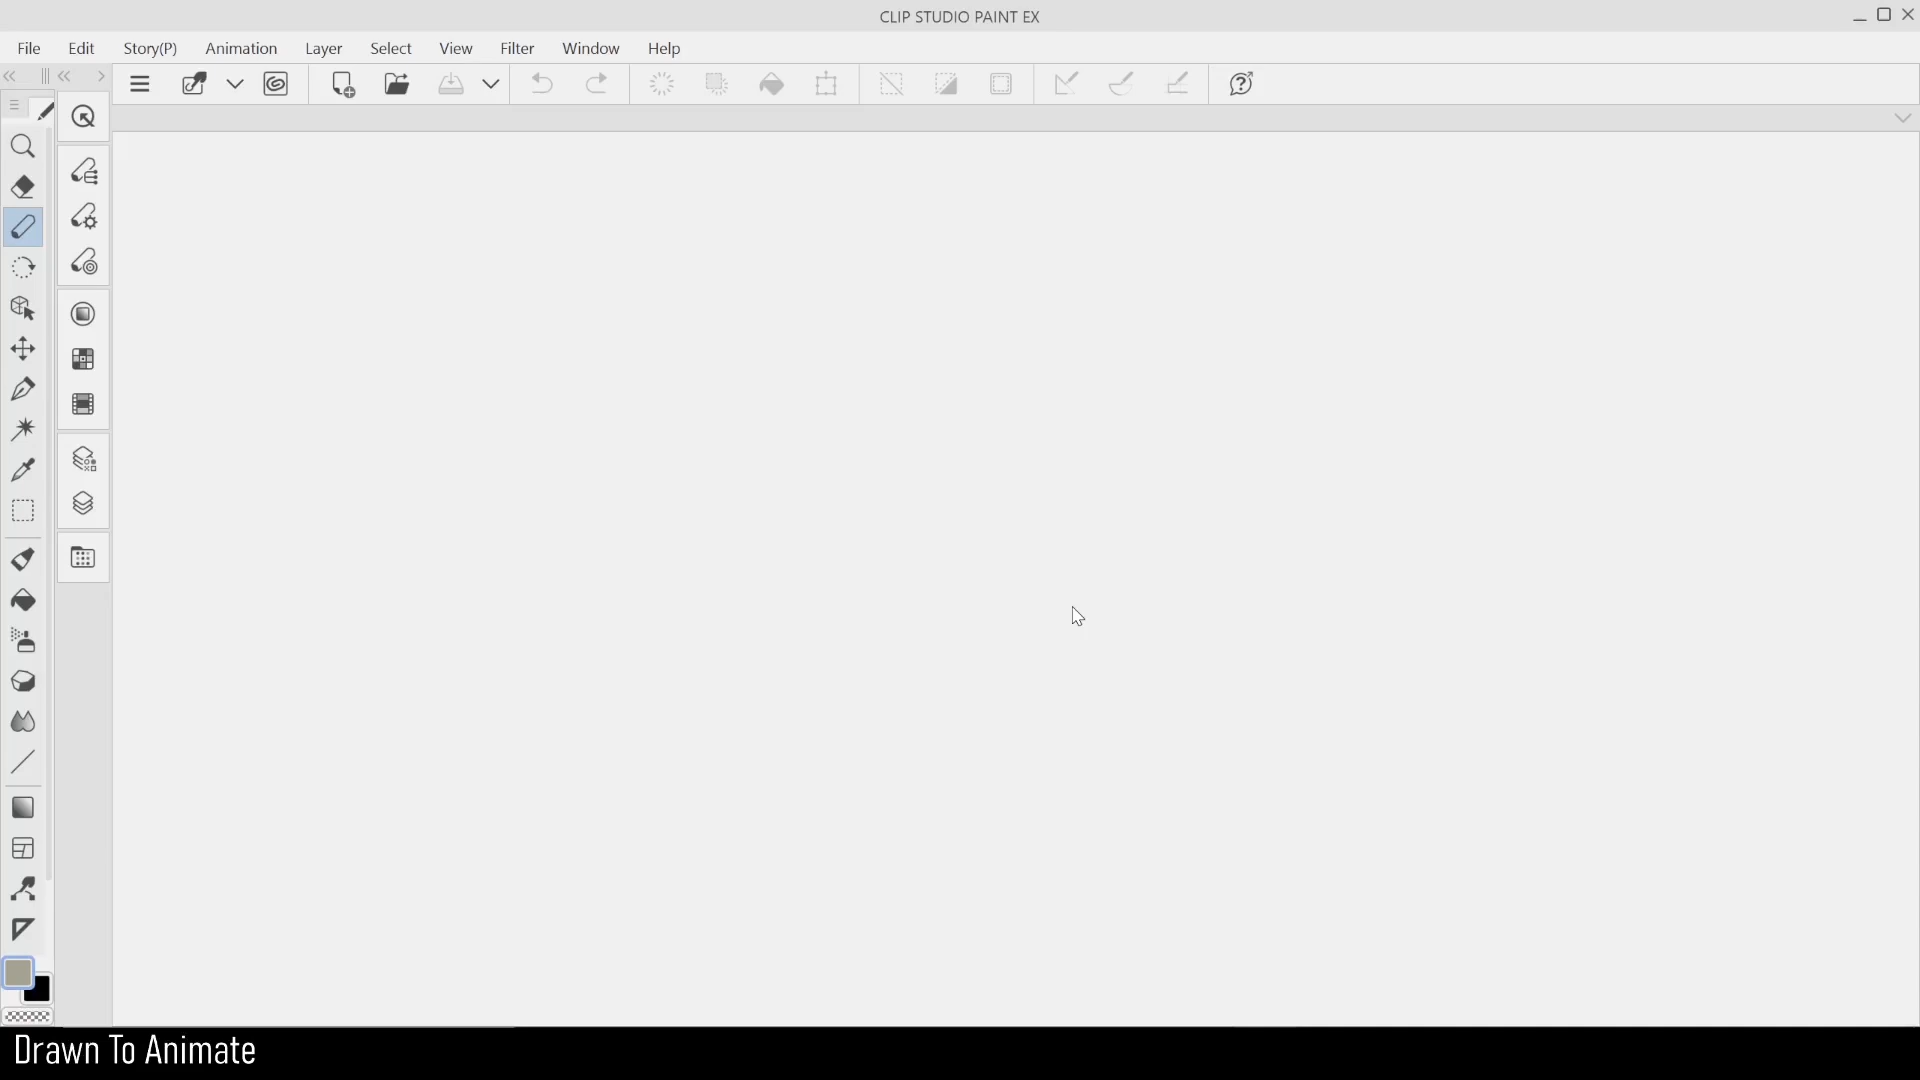 CLIP STUDIO PAINT EX
File Edit Story(P) Animation Layer Select View Filter Window Help
Drawn To Animate